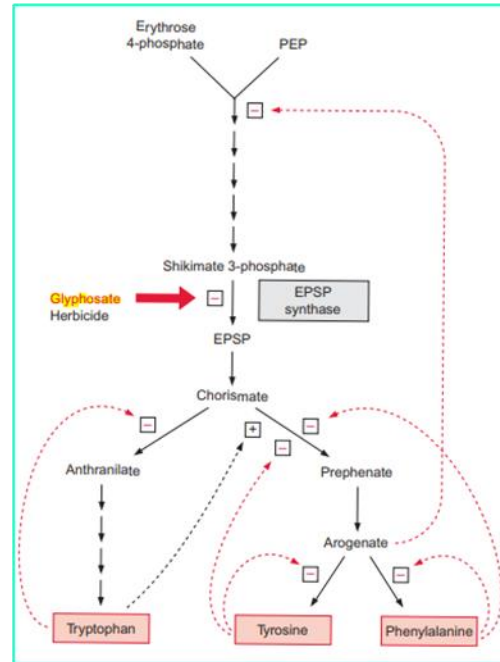 Erythrose
4-phosphate
PEP
−
Shikimate 3-phosphate
Glyphosate
Herbicide
−
EPSP
synthase
EPSP
Chorismate
−
+
−
−
Anthranilate
Prephenate
Arogenate
−
−
Tryptophan
Tyrosine
Phenylalanine